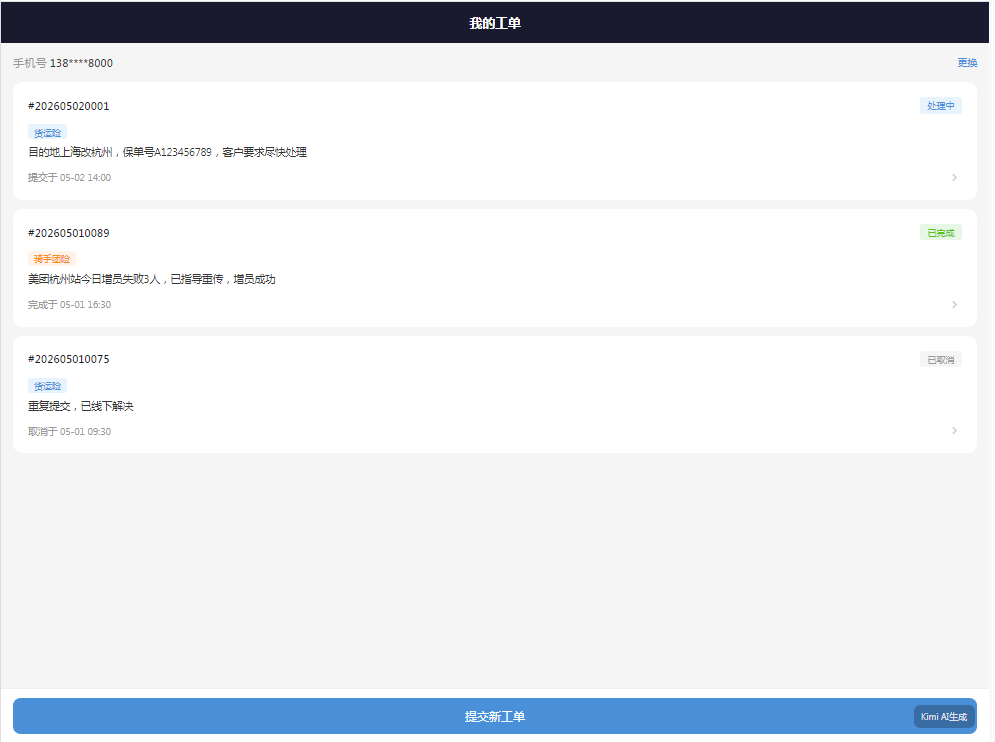 我的工单
手机号 138****8000 更换
#202605020001 处理中
货运险
目的地上海改杭州，保单号A123456789，客户要求尽快处理
提交于 05-02 14:00
#202605010089 已完成
骑手团险
美团杭州站今日增员失败3人，已指导重传，增员成功
完成于 05-01 16:30
#202605010075 已取消
货运险
重复提交，已线下解决
取消于 05-01 09:30
提交新工单
Kimi AI生成